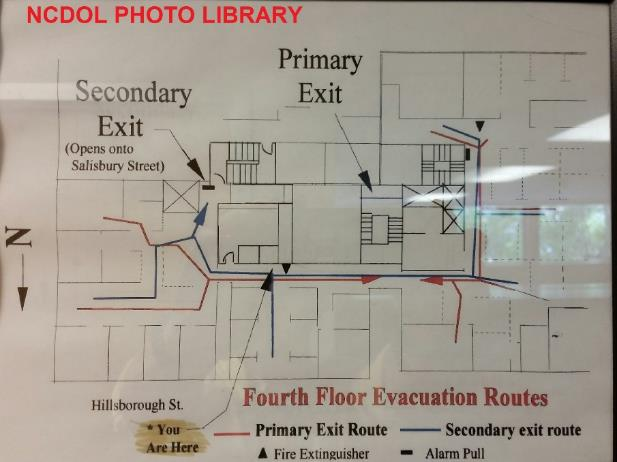 NCDOL PHOTO LIBRARY
Primary
Exit
Secondary
Exit
(Opens onto
Salisbury Street)
N
Fourth Floor Evacuation Routes
Hillsborough St.
* You
Are Here
Primary Exit Route
Secondary exit route
Fire Extinguisher
Alarm Pull